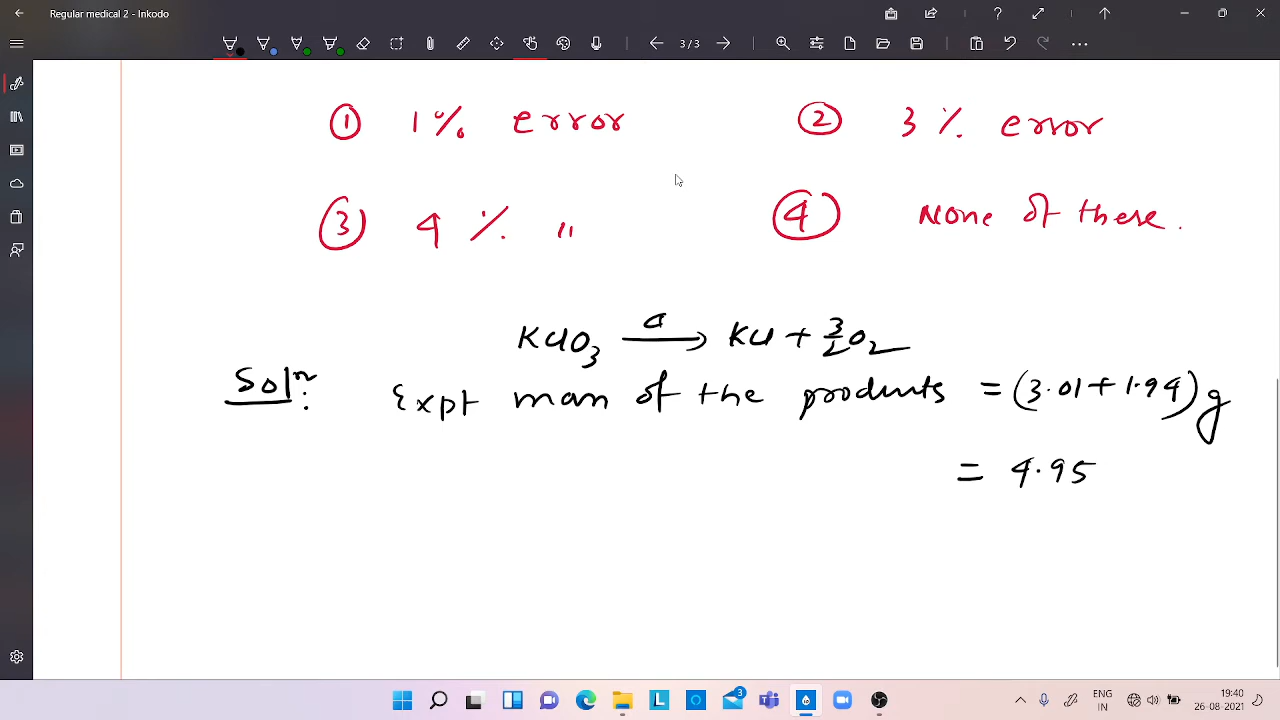 Regular medical 2 - Inkodo
3/3
① 1% error ② 3% error
③ 4% " ④ None of these.
KClO3 Δ→ KCl + 3/2 O2
Soln: Expt mass of the products = (3.01 + 1.94) g
= 4.95
3
ENG
IN
19:40
26-08-2021